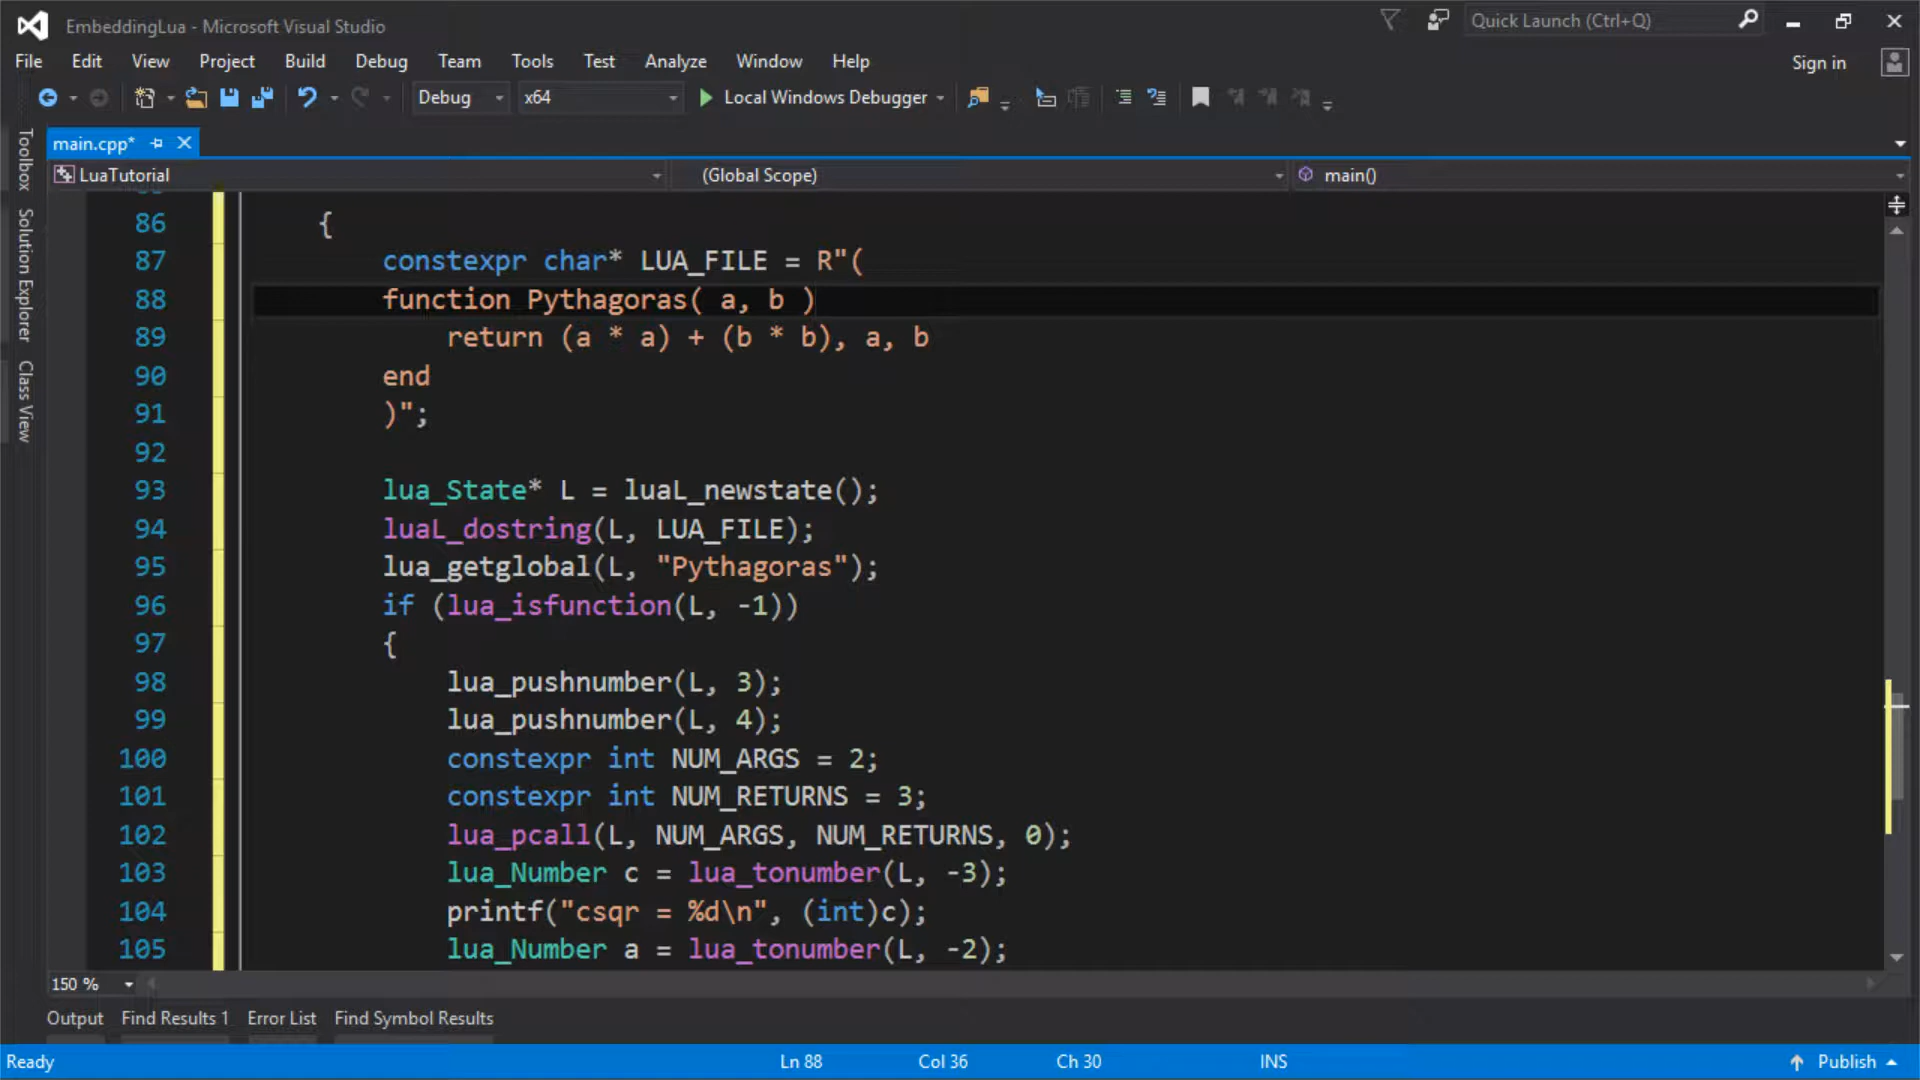 EmbeddingLua - Microsoft Visual Studio
Quick Launch (Ctrl+Q)
File Edit View Project Build Debug Team Tools Test Analyze Window Help
Sign in
Debug x64 Local Windows Debugger
Toolbox
Solution Explorer
Class View
main.cpp*
LuaTutorial (Global Scope) main()
86 {
87 constexpr char* LUA_FILE = R"(
88 function Pythagoras( a, b )
89 return (a * a) + (b * b), a, b
90 end
91 )";
92
93 lua_State* L = luaL_newstate();
94 luaL_dostring(L, LUA_FILE);
95 lua_getglobal(L, "Pythagoras");
96 if (lua_isfunction(L, -1))
97 {
98 lua_pushnumber(L, 3);
99 lua_pushnumber(L, 4);
100 constexpr int NUM_ARGS = 2;
101 constexpr int NUM_RETURNS = 3;
102 lua_pcall(L, NUM_ARGS, NUM_RETURNS, 0);
103 lua_Number c = lua_tonumber(L, -3);
104 printf("csqr = %d\n", (int)c);
105 lua_Number a = lua_tonumber(L, -2);
150 %
Output Find Results 1 Error List Find Symbol Results
Ready Ln 88 Col 36 Ch 30 INS Publish